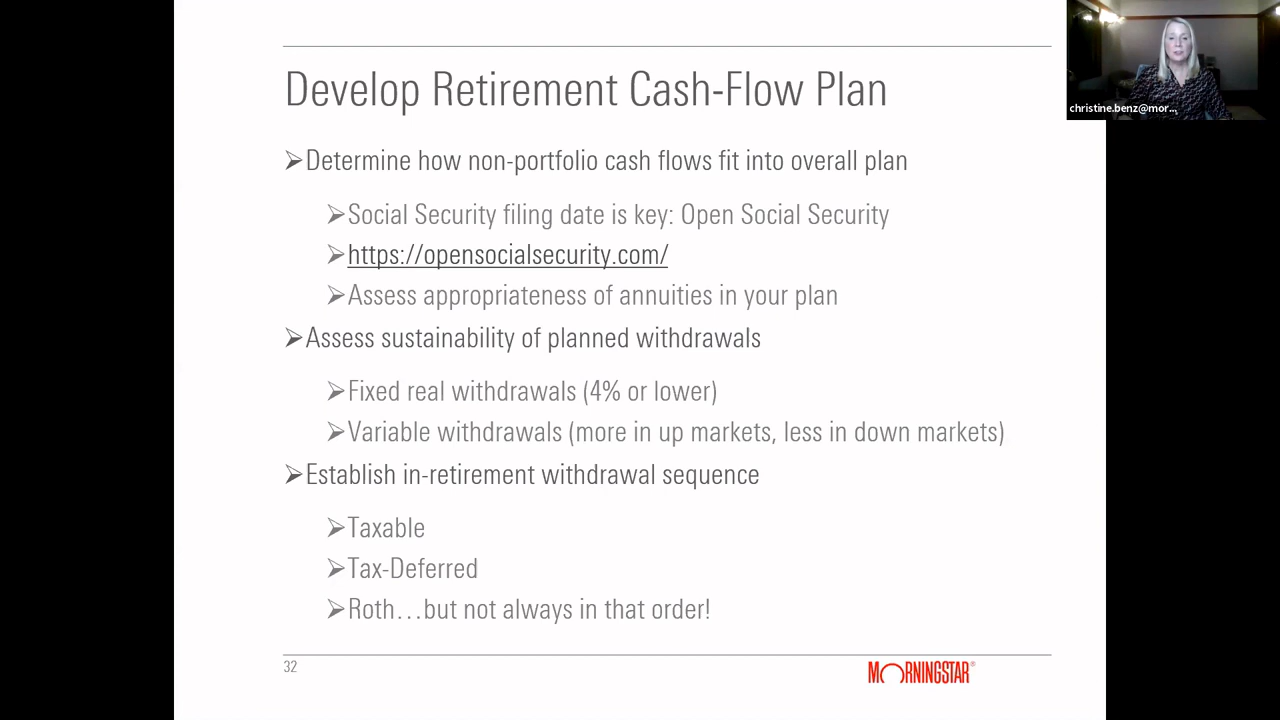 Develop Retirement Cash-Flow Plan
christine.benz@mor...
➢Determine how non-portfolio cash flows fit into overall plan
➢Social Security filing date is key: Open Social Security
➢https://opensocialsecurity.com/
➢Assess appropriateness of annuities in your plan
➢Assess sustainability of planned withdrawals
➢Fixed real withdrawals (4% or lower)
➢Variable withdrawals (more in up markets, less in down markets)
➢Establish in-retirement withdrawal sequence
➢Taxable
➢Tax-Deferred
➢Roth…but not always in that order!
32
MORNINGSTAR®